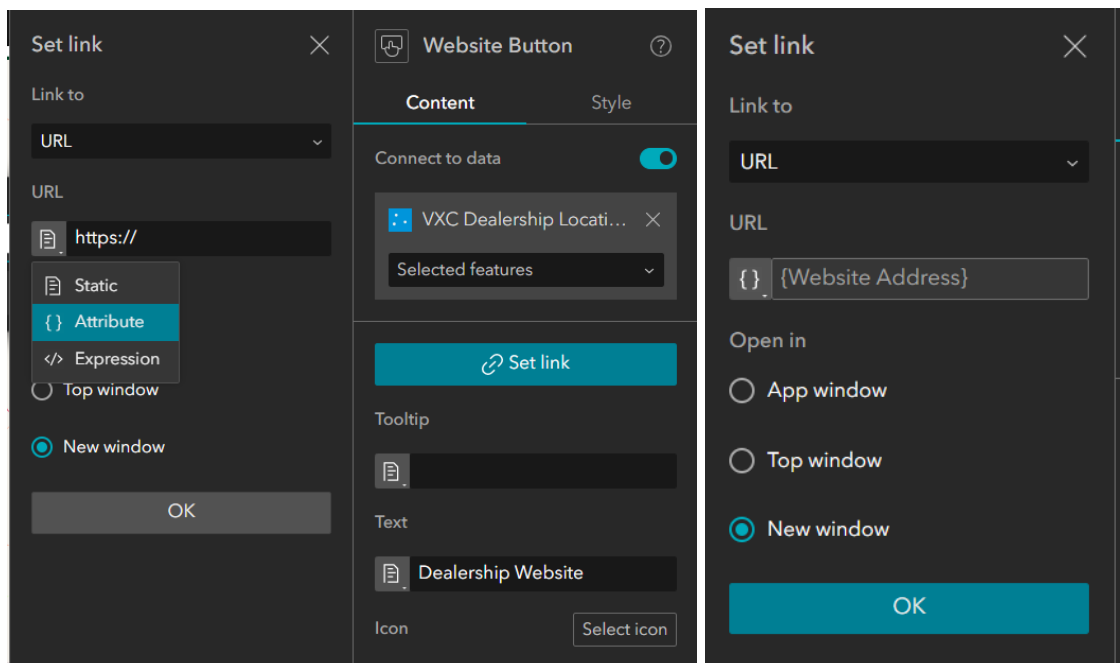 Set link
Link to
URL
URL
https://
Static
{} Attribute
</> Expression
Top window
New window
OK
Website Button
Content Style
Connect to data
VXC Dealership Locati...
Selected features
Set link
Tooltip
Text
Dealership Website
Icon Select icon
Set link
Link to
URL
URL
{} {Website Address}
Open in
App window
Top window
New window
OK